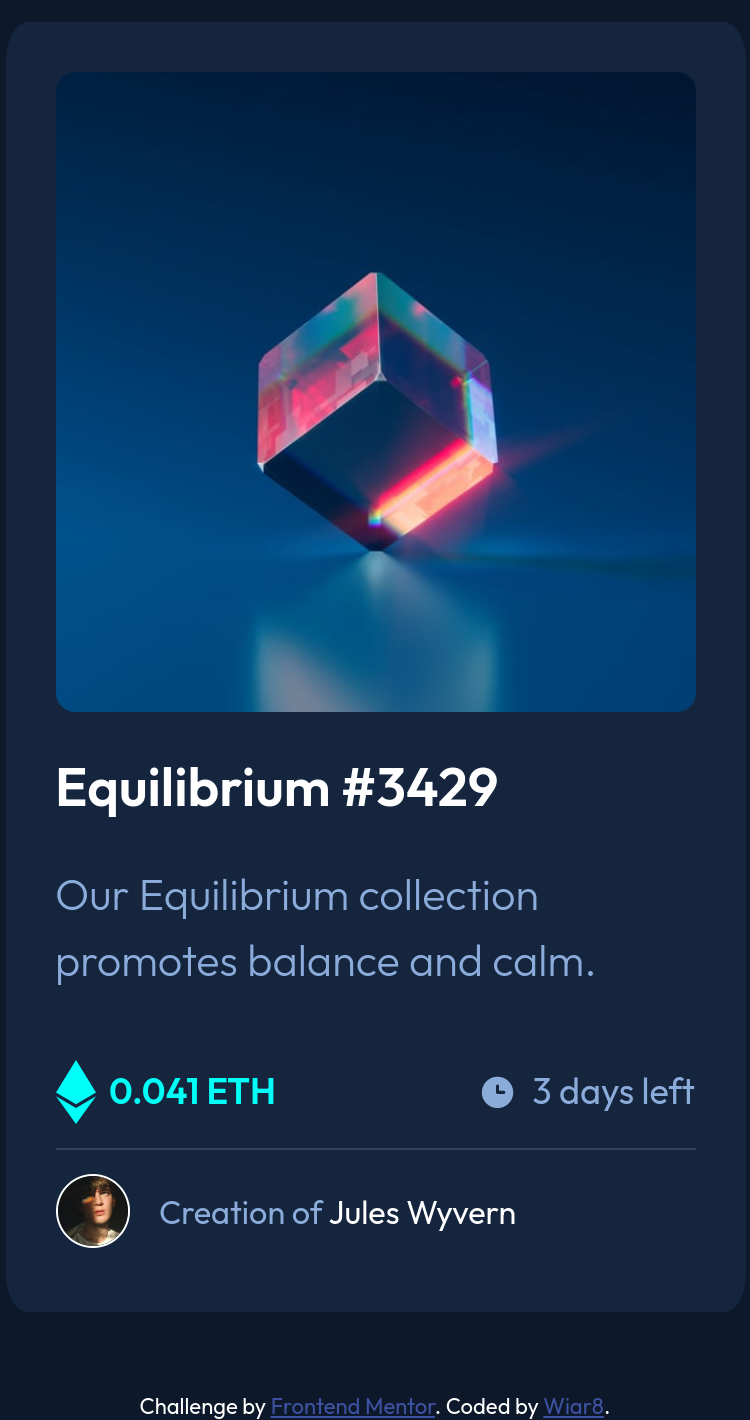 Equilibrium #3429
Our Equilibrium collection
promotes balance and calm.
0.041 ETH
3 days left
Creation of Jules Wyvern
Challenge by Frontend Mentor. Coded by Wiar8.